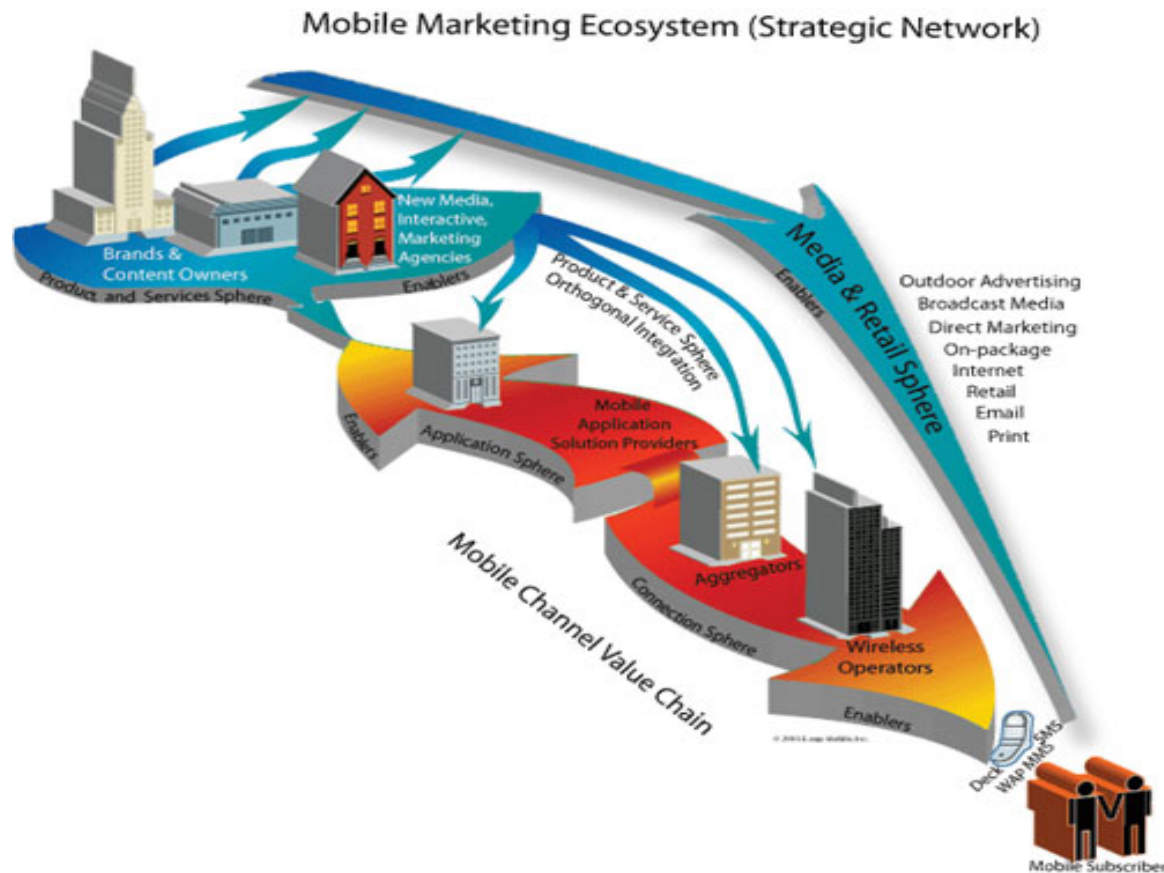 Mobile Marketing Ecosystem (Strategic Network)
Brands &
Content Owners
Product and Services Sphere
New Media,
Interactive,
Marketing
Agencies
Enablers
Product & Service Sphere
Orthogonal Integration
Enablers
Media & Retail Sphere
Outdoor Advertising
Broadcast Media
Direct Marketing
On-package
Internet
Retail
Email
Print
Enablers
Application Sphere
Mobile
Application
Solution Providers
Mobile Channel Value Chain
Connection Sphere
Aggregators
Wireless
Operators
Enablers
Deck
WAP MMS
SMS
Mobile Subscriber